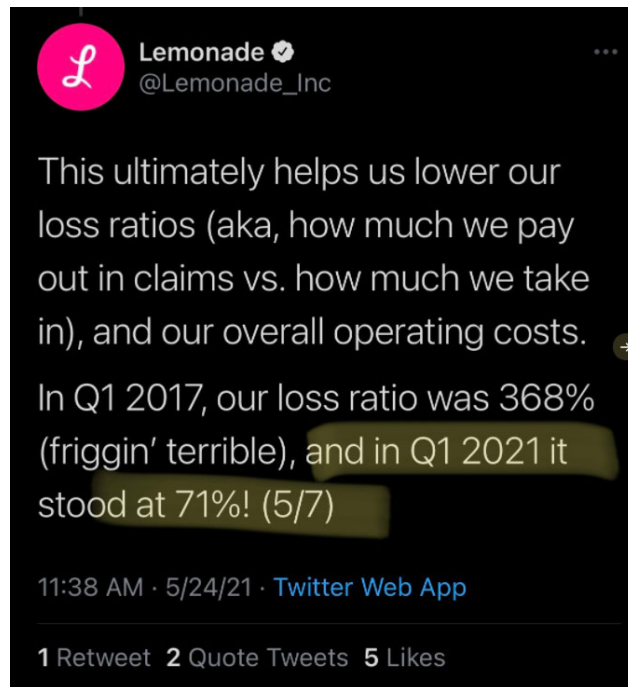 Lemonade
@Lemonade_Inc
This ultimately helps us lower our
loss ratios (aka, how much we pay
out in claims vs. how much we take
in), and our overall operating costs.
In Q1 2017, our loss ratio was 368%
(friggin’ terrible), and in Q1 2021 it
stood at 71%! (5/7)
11:38 AM · 5/24/21 · Twitter Web App
1 Retweet 2 Quote Tweets 5 Likes